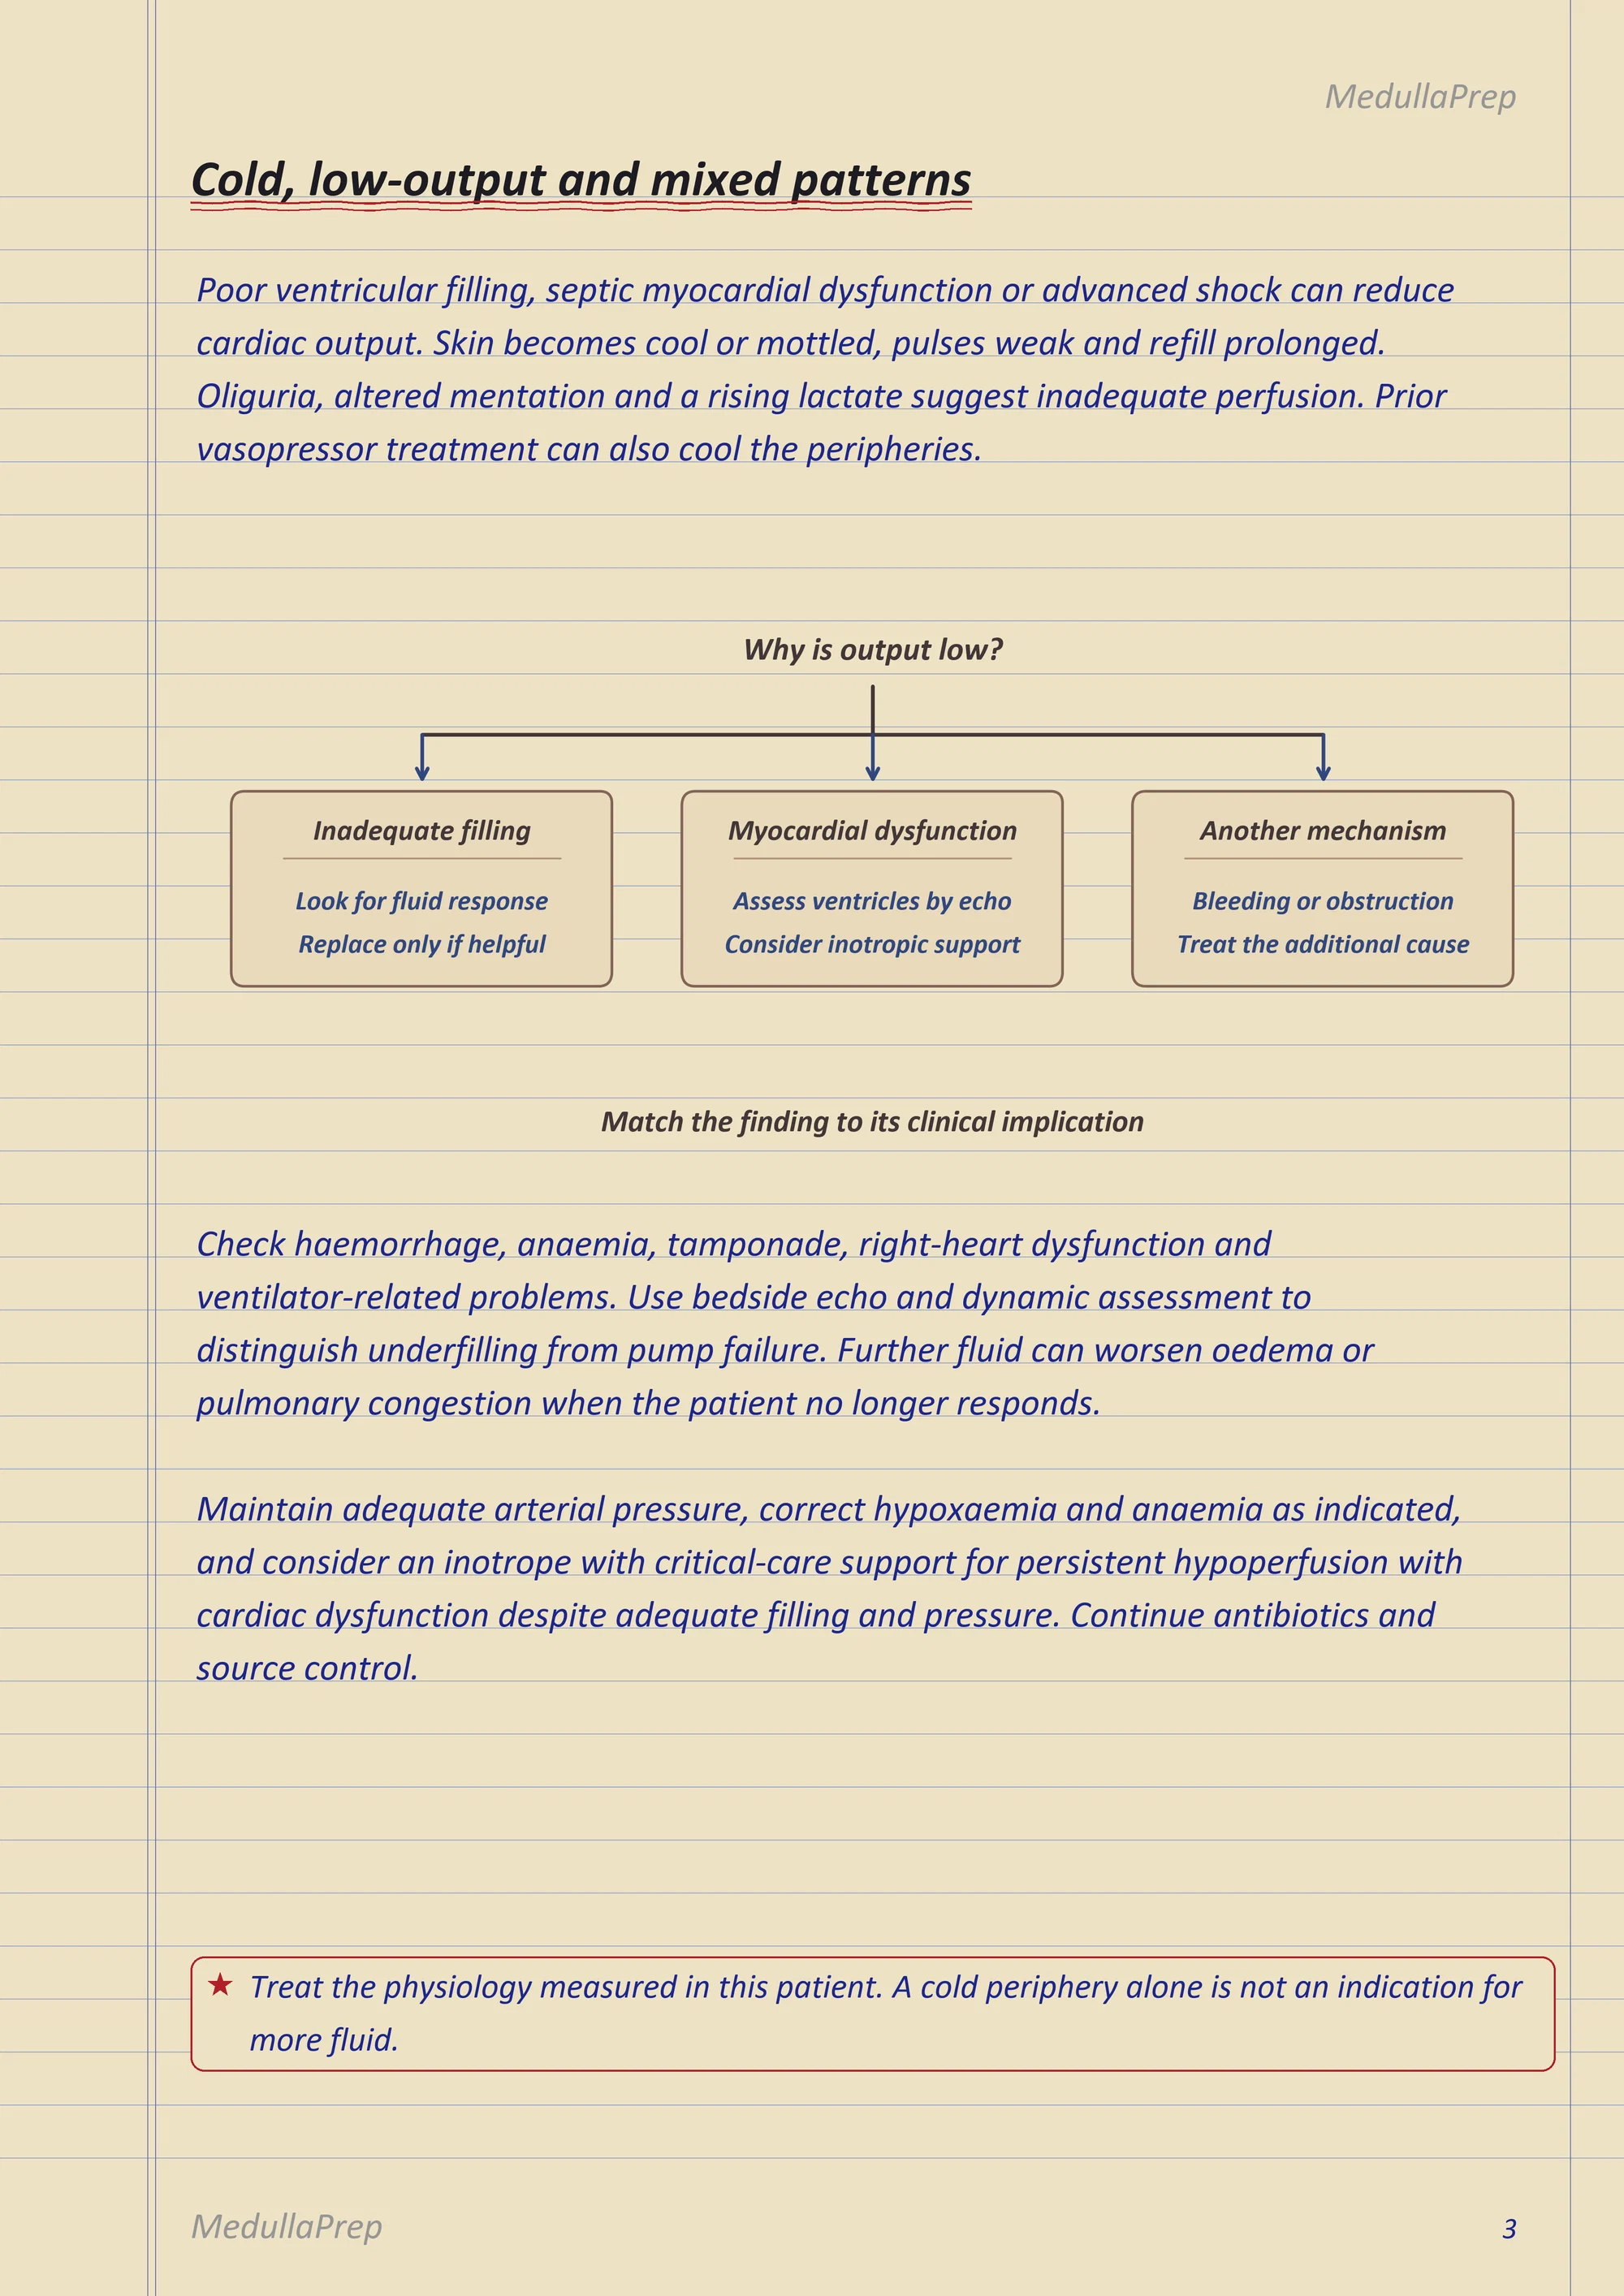 MedullaPrep
Cold, low-output and mixed patterns
Poor ventricular filling, septic myocardial dysfunction or advanced shock can reduce
cardiac output. Skin becomes cool or mottled, pulses weak and refill prolonged.
Oliguria, altered mentation and a rising lactate suggest inadequate perfusion. Prior
vasopressor treatment can also cool the peripheries.
Why is output low?
Inadequate filling
Look for fluid response
Replace only if helpful
Myocardial dysfunction
Assess ventricles by echo
Consider inotropic support
Another mechanism
Bleeding or obstruction
Treat the additional cause
Match the finding to its clinical implication
Check haemorrhage, anaemia, tamponade, right-heart dysfunction and
ventilator-related problems. Use bedside echo and dynamic assessment to
distinguish underfilling from pump failure. Further fluid can worsen oedema or
pulmonary congestion when the patient no longer responds.
Maintain adequate arterial pressure, correct hypoxaemia and anaemia as indicated,
and consider an inotrope with critical-care support for persistent hypoperfusion with
cardiac dysfunction despite adequate filling and pressure. Continue antibiotics and
source control.
★ Treat the physiology measured in this patient. A cold periphery alone is not an indication for
more fluid.
MedullaPrep
3